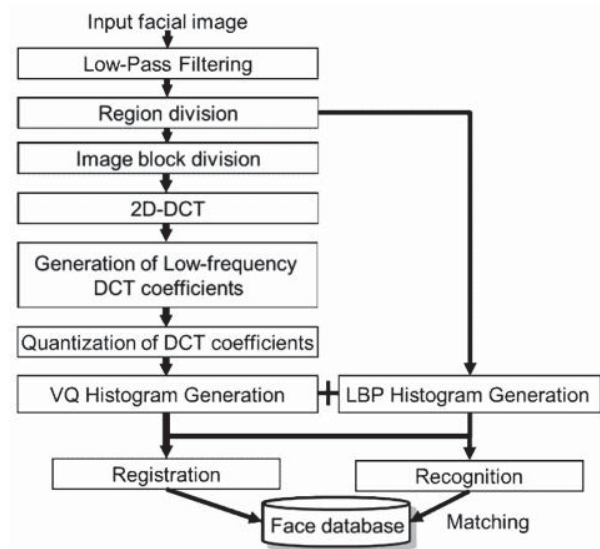 Input facial image
Low-Pass Filtering
Region division
Image block division
2D-DCT
Generation of Low-frequency
DCT coefficients
Quantization of DCT coefficients
VQ Histogram Generation + LBP Histogram Generation
Registration
Recognition
Face database
Matching